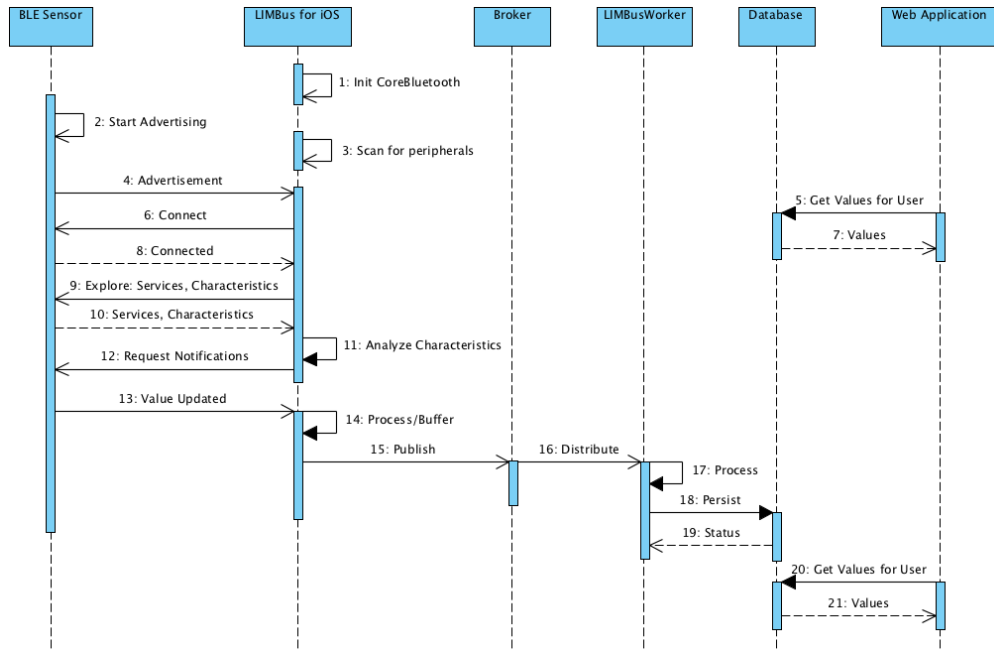 BLE Sensor
LIMBus for iOS
Broker
LIMBusWorker
Database
Web Application
1: Init CoreBluetooth
2: Start Advertising
3: Scan for peripherals
4: Advertisement
5: Get Values for User
6: Connect
7: Values
8: Connected
9: Explore: Services, Characteristics
10: Services, Characteristics
11: Analyze Characteristics
12: Request Notifications
13: Value Updated
14: Process/Buffer
15: Publish
16: Distribute
17: Process
18: Persist
19: Status
20: Get Values for User
21: Values